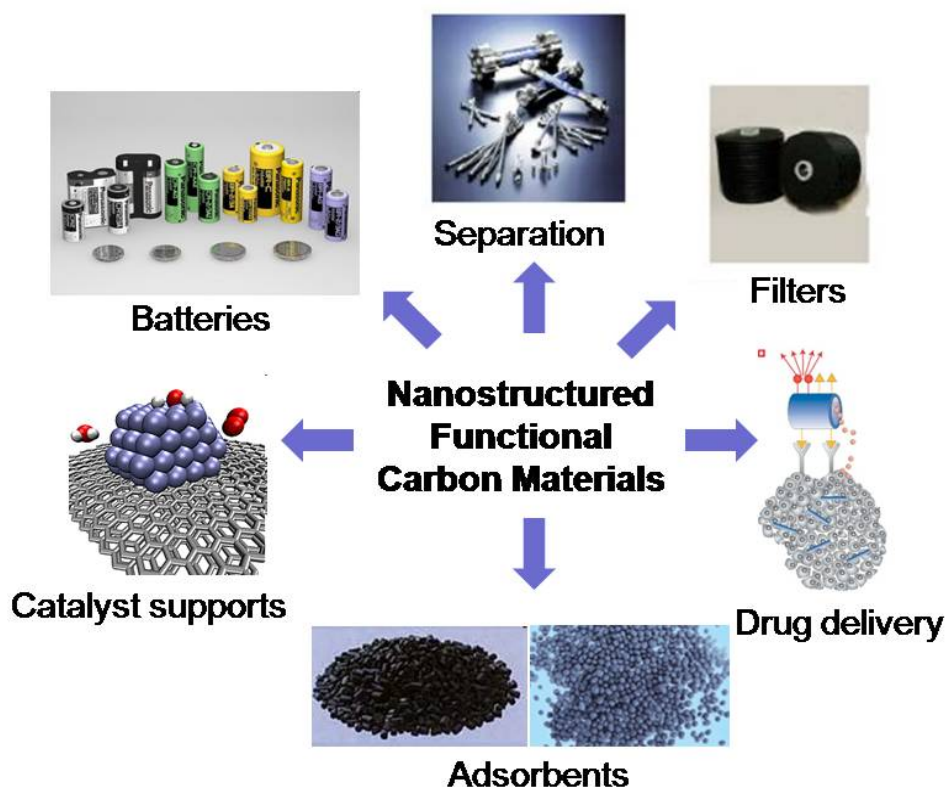 Separation
Filters
Batteries
Nanostructured
Functional
Carbon Materials
Catalyst supports
Drug delivery
Adsorbents